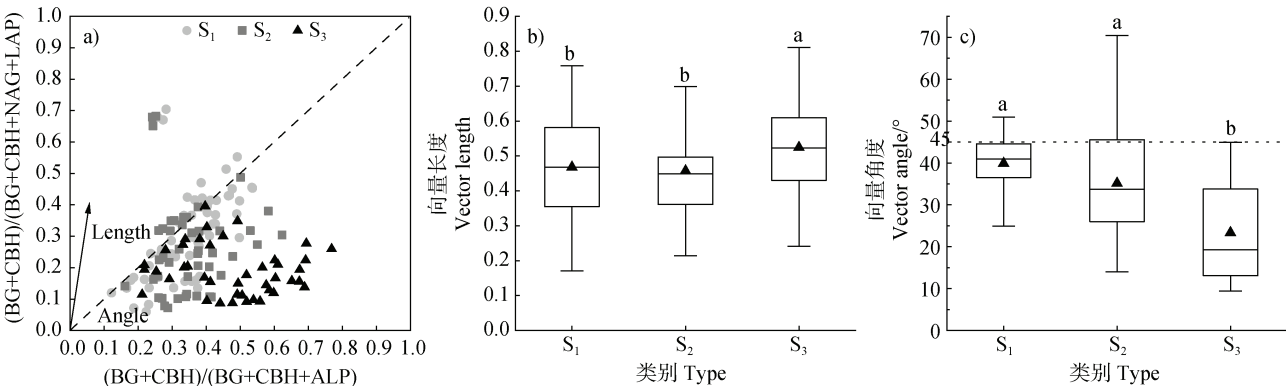 a)
S₁
S₂
S₃
1.0
0.9
0.8
0.7
0.6
0.5
0.4
0.3
0.2
0.1
0.0
Length
Angle
0.0 0.1 0.2 0.3 0.4 0.5 0.6 0.7 0.8 0.9 1.0
(BG+CBH)/(BG+CBH+ALP)
(BG+CBH)/(BG+CBH+NAG+LAP)
b)
0.9
0.8
0.7
0.6
0.5
0.4
0.3
0.2
0.1
0.0
b
b
a
S₁ S₂ S₃
类别 Type
向量长度
Vector length
c)
75
70
60
50
45
40
30
20
10
0
a
a
b
S₁ S₂ S₃
类别 Type
向量角度
Vector angle/°